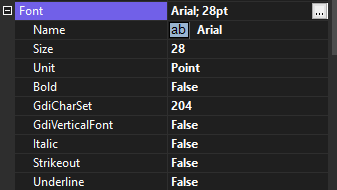 Font Arial; 28pt ...
Name ab Arial
Size 28
Unit Point
Bold False
GdiCharSet 204
GdiVerticalFont False
Italic False
Strikeout False
Underline False